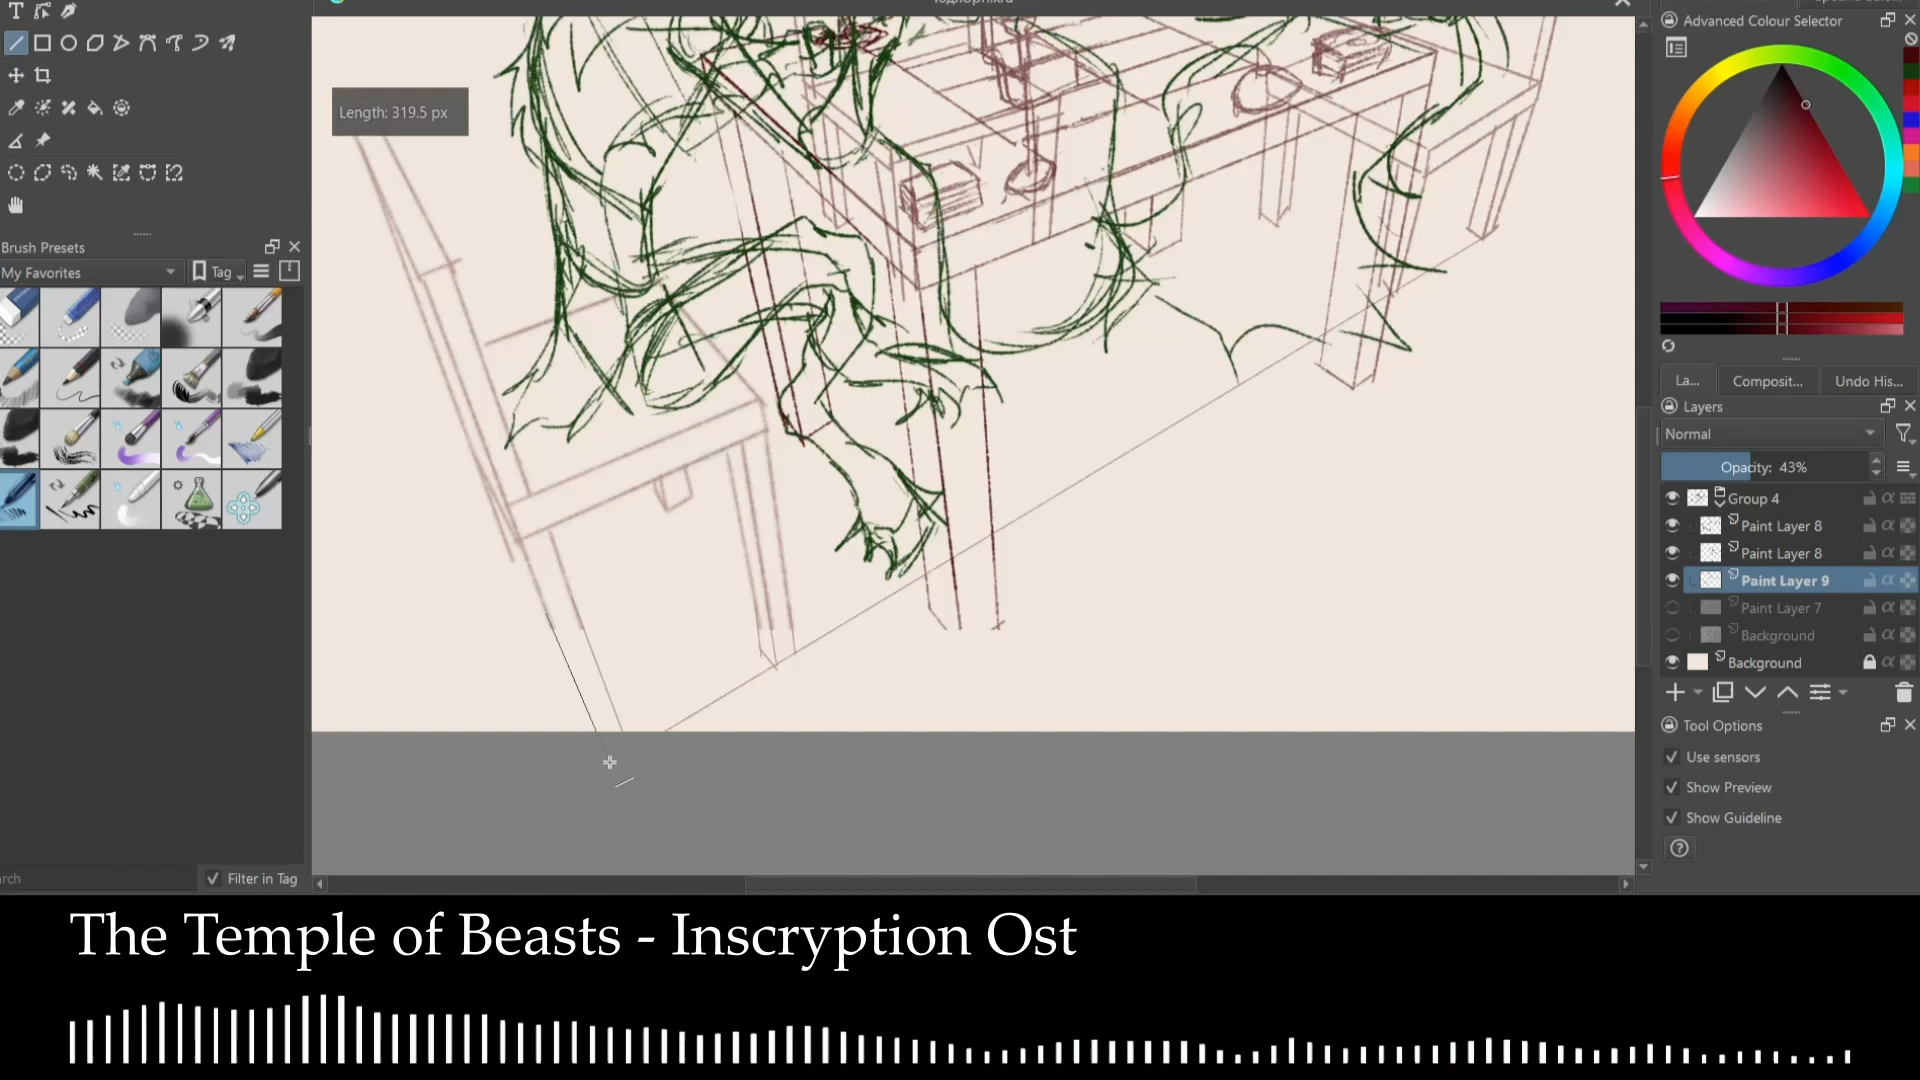 Advanced Colour Selector
Length: 319.5 px
Brush Presets
My Favorites
Tag
La...
Composit...
Undo His...
Layers
Normal
Opacity: 43%
Group 4
Paint Layer 8
Paint Layer 8
Paint Layer 9
Paint Layer 7
Background
Background
Tool Options
Use sensors
Show Preview
Show Guideline
rch
Filter in Tag
The Temple of Beasts - Inscryption Ost